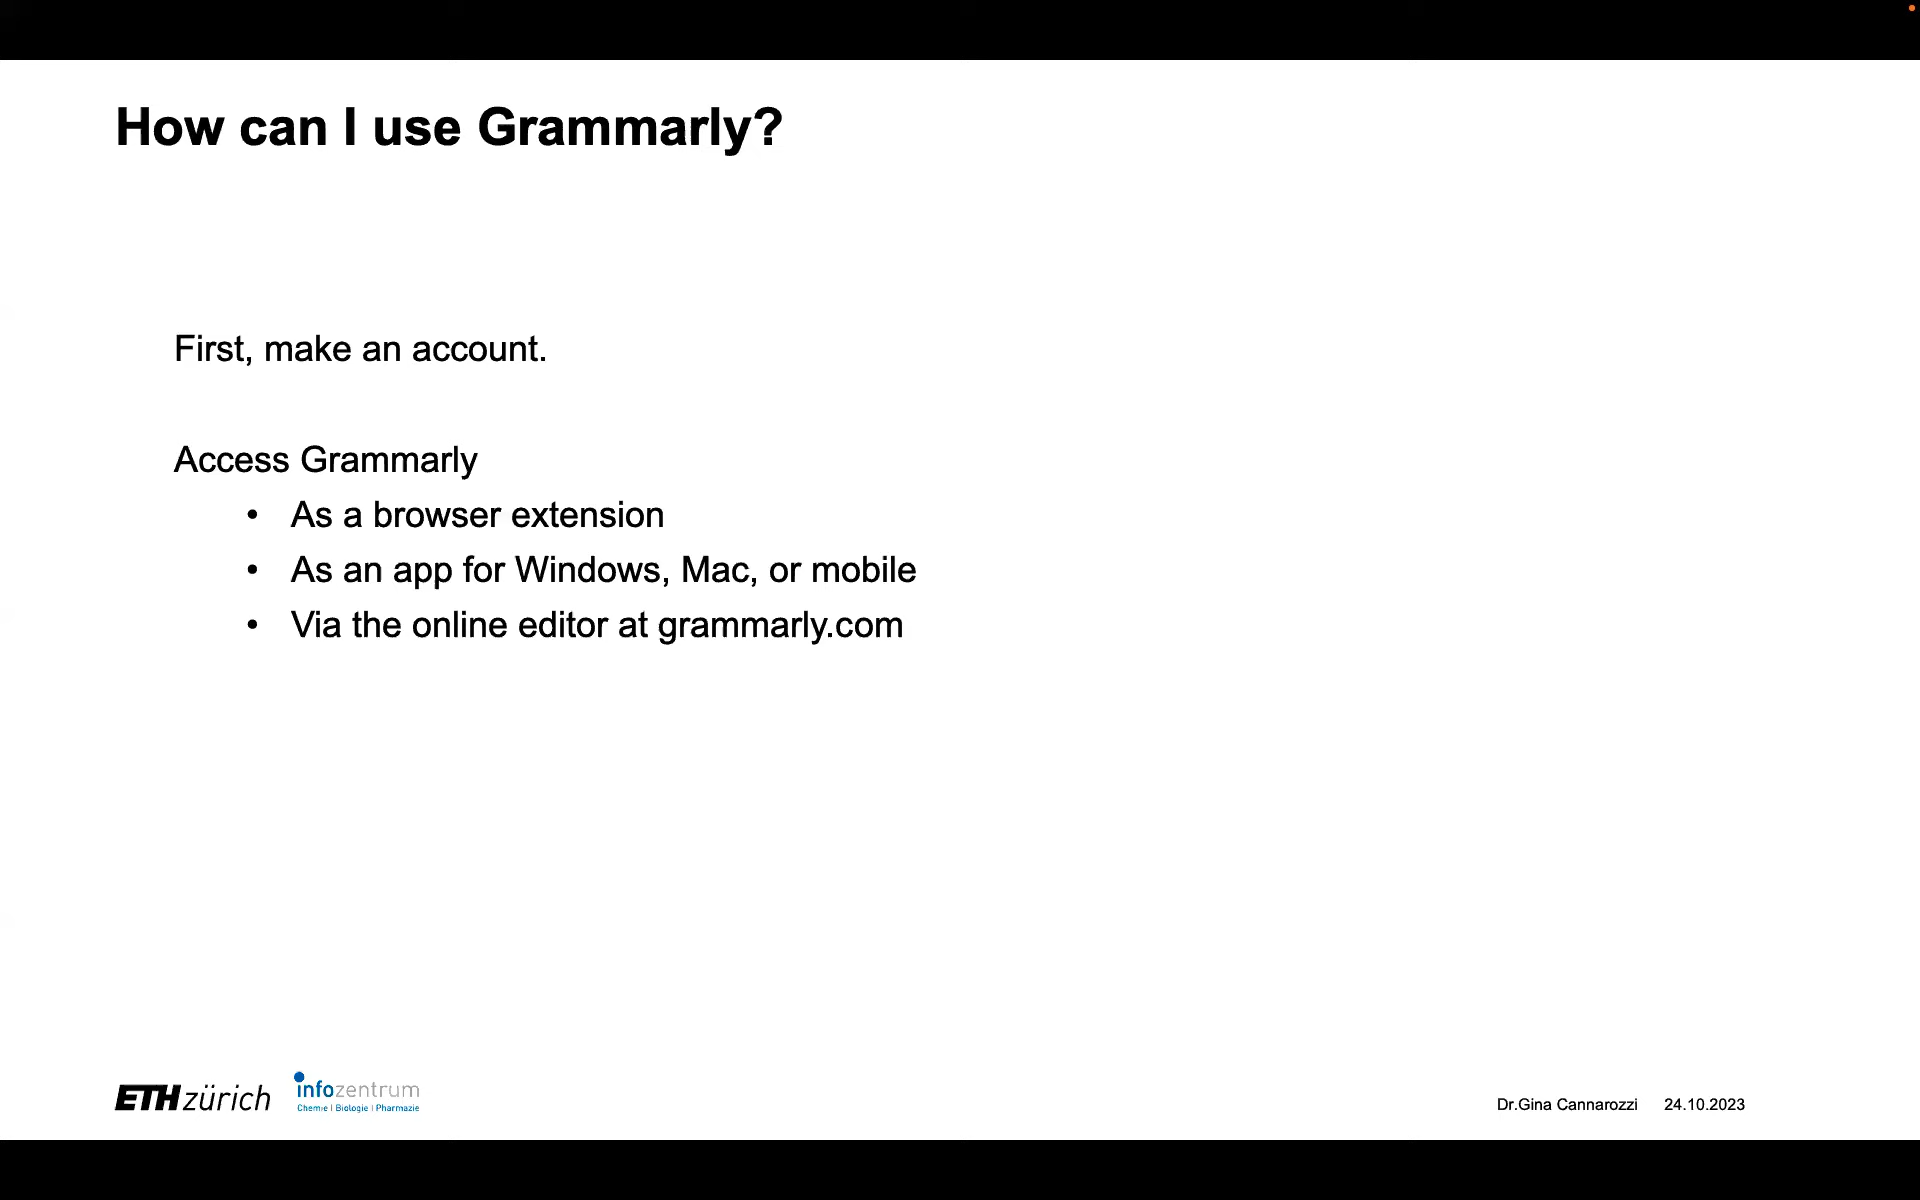 How can I use Grammarly?
First, make an account.
Access Grammarly
• As a browser extension
• As an app for Windows, Mac, or mobile
• Via the online editor at grammarly.com
ETH zürich
infozentrum
Chemie | Biologie | Pharmazie
Dr.Gina Cannarozzi 24.10.2023